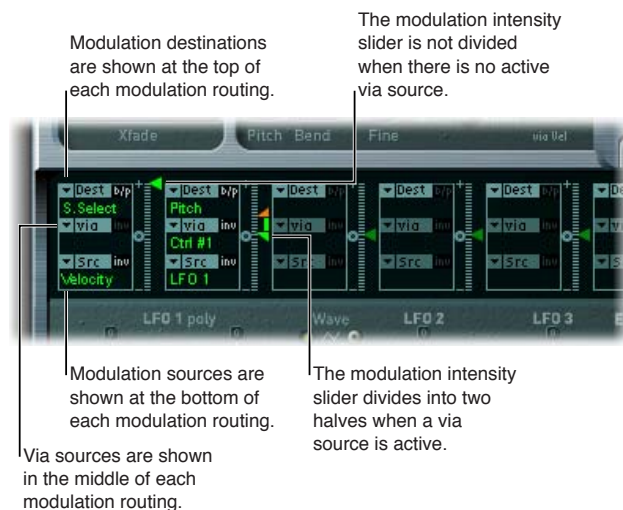 Modulation destinations
are shown at the top of
each modulation routing.
The modulation intensity
slider is not divided
when there is no active
via source.
Xfade
Pitch Bend
Fine
via Vel
Dest b/p
S.Select
via inv
Src inv
Velocity
Dest b/p
Pitch
via inv
Ctrl #1
Src inv
LFO 1
Dest b/p
via inv
Src inv
Dest b/p
via inv
Src inv
Dest b/p
via inv
Src inv
LFO 1 poly
Wave
LFO 2
LFO 3
Modulation sources are
shown at the bottom of
each modulation routing.
The modulation intensity
slider divides into two
halves when a via
source is active.
Via sources are shown
in the middle of each
modulation routing.